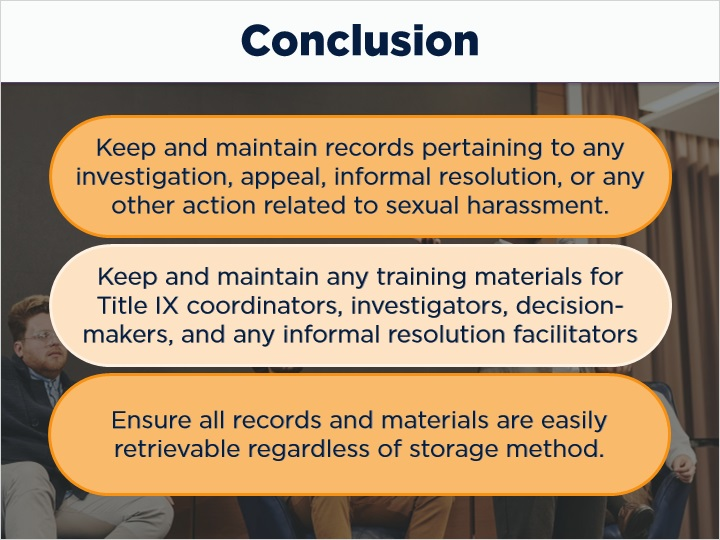 Conclusion
Keep and maintain records pertaining to any
investigation, appeal, informal resolution, or any
other action related to sexual harassment.
Keep and maintain any training materials for
Title IX coordinators, investigators, decision-
makers, and any informal resolution facilitators
Ensure all records and materials are easily
retrievable regardless of storage method.